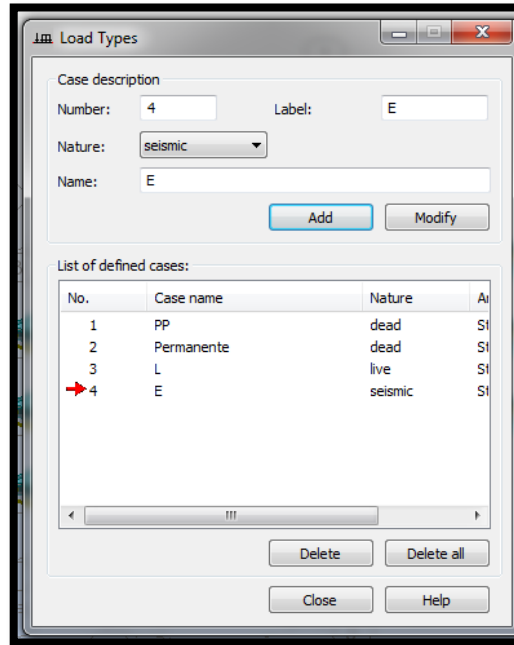 Load Types
Case description
Number: 4 Label: E
Nature: seismic
Name: E
Add Modify
List of defined cases:
No. Case name Nature
1 PP dead
2 Permanente dead
3 L live
4 E seismic
Delete Delete all
Close Help